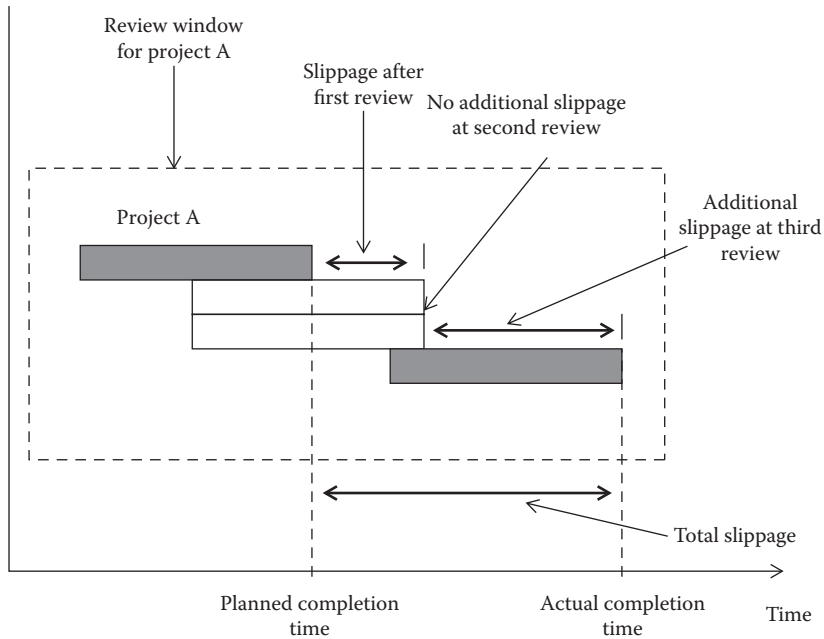 Review window
for project A
Slippage after
first review
No additional slippage
at second review
Additional
slippage at third
review
Project A
Total slippage
Planned completion
time
Actual completion
time
Time